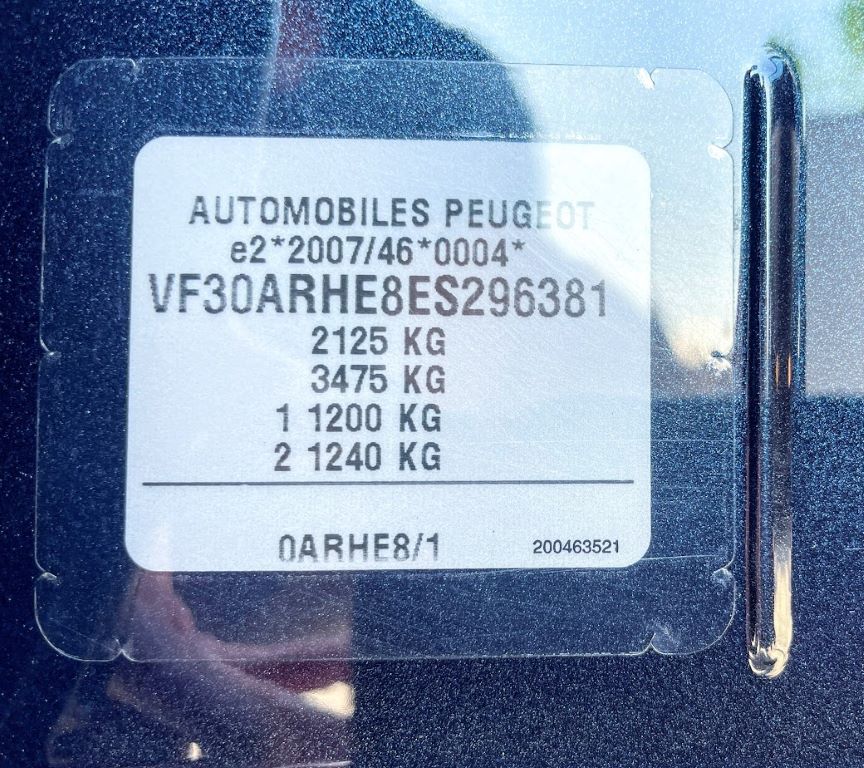 AUTOMOBILES PEUGEOT
e2*2007/46*0004*
VF30ARHE8ES296381
2125 KG
3475 KG
1 1200 KG
2 1240 KG
0ARHE8/1
200463521